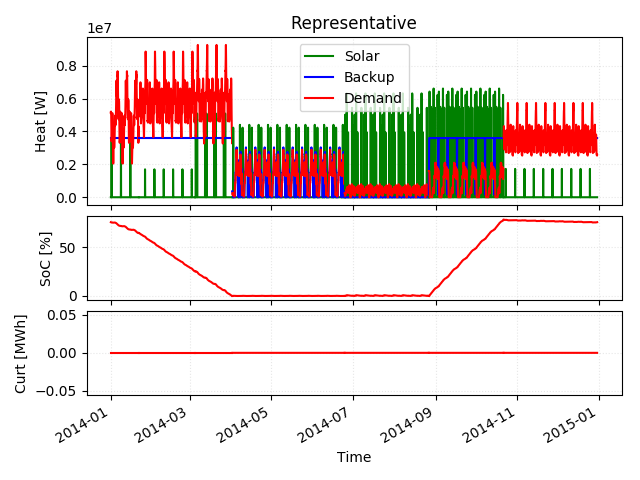 Representative
1e7
0.8
0.6
0.4
0.2
0.0
Heat [W]
Solar
Backup
Demand
50
0
SoC [%]
0.05
0.00
−0.05
Curt [MWh]
2014-01 2014-03 2014-05 2014-07 2014-09 2014-11 2015-01
Time